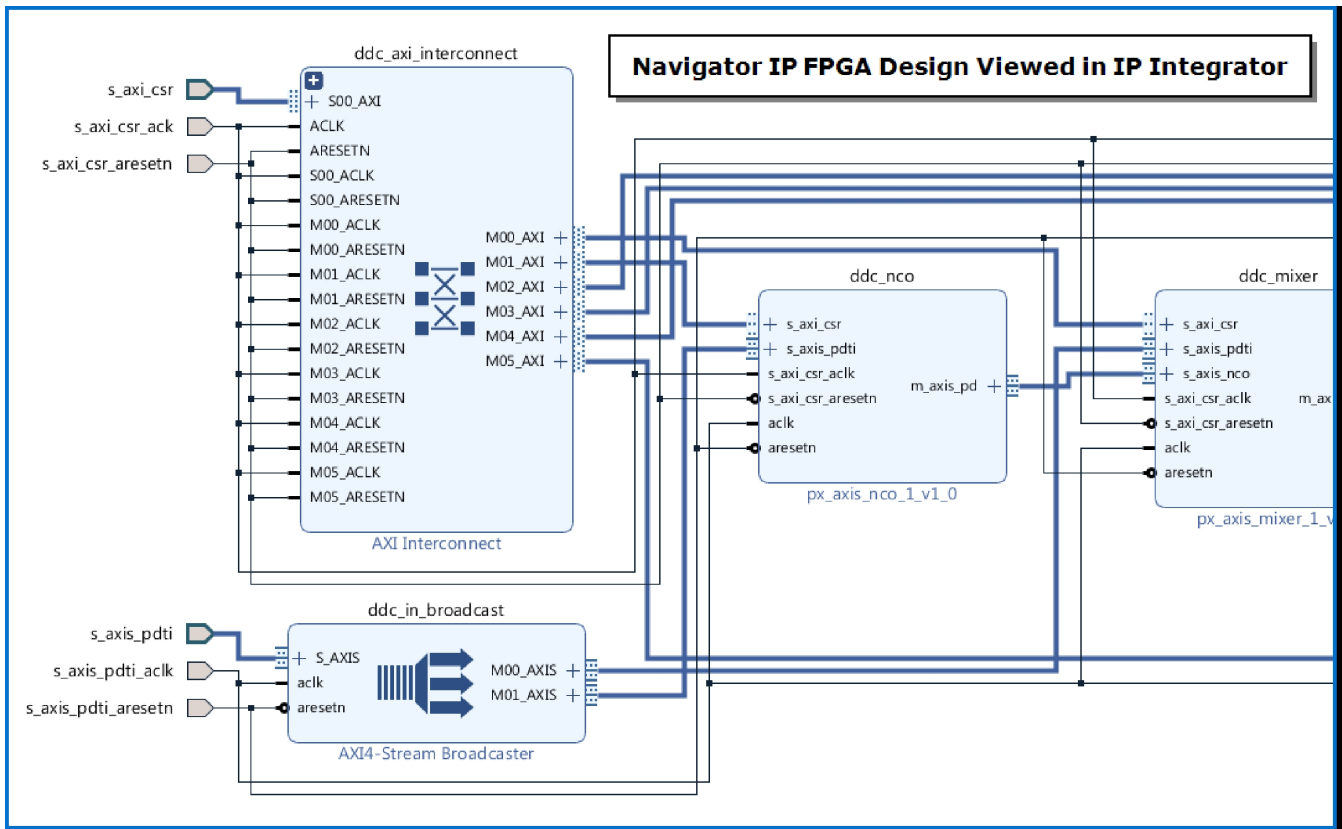 Navigator IP FPGA Design Viewed in IP Integrator
ddc_axi_interconnect
s_axi_csr
s_axi_csr_ack
s_axi_csr_aresetn
S00_AXI
ACLK
ARESETN
S00_ACLK
S00_ARESETN
M00_ACLK
M00_ARESETN
M01_ACLK
M01_ARESETN
M02_ACLK
M02_ARESETN
M03_ACLK
M03_ARESETN
M04_ACLK
M04_ARESETN
M05_ACLK
M05_ARESETN
M00_AXI
M01_AXI
M02_AXI
M03_AXI
M04_AXI
M05_AXI
AXI Interconnect
ddc_nco
s_axi_csr
s_axis_pdti
s_axi_csr_aclk
s_axi_csr_aresetn
aclk
aresetn
m_axis_pd
px_axis_nco_1_v1_0
ddc_mixer
s_axi_csr
s_axis_pdti
s_axis_nco
s_axi_csr_aclk
s_axi_csr_aresetn
aclk
aresetn
m_ax
px_axis_mixer_1_v
ddc_in_broadcast
s_axis_pdti
s_axis_pdti_aclk
s_axis_pdti_aresetn
S_AXIS
aclk
aresetn
M00_AXIS
M01_AXIS
AXI4-Stream Broadcaster